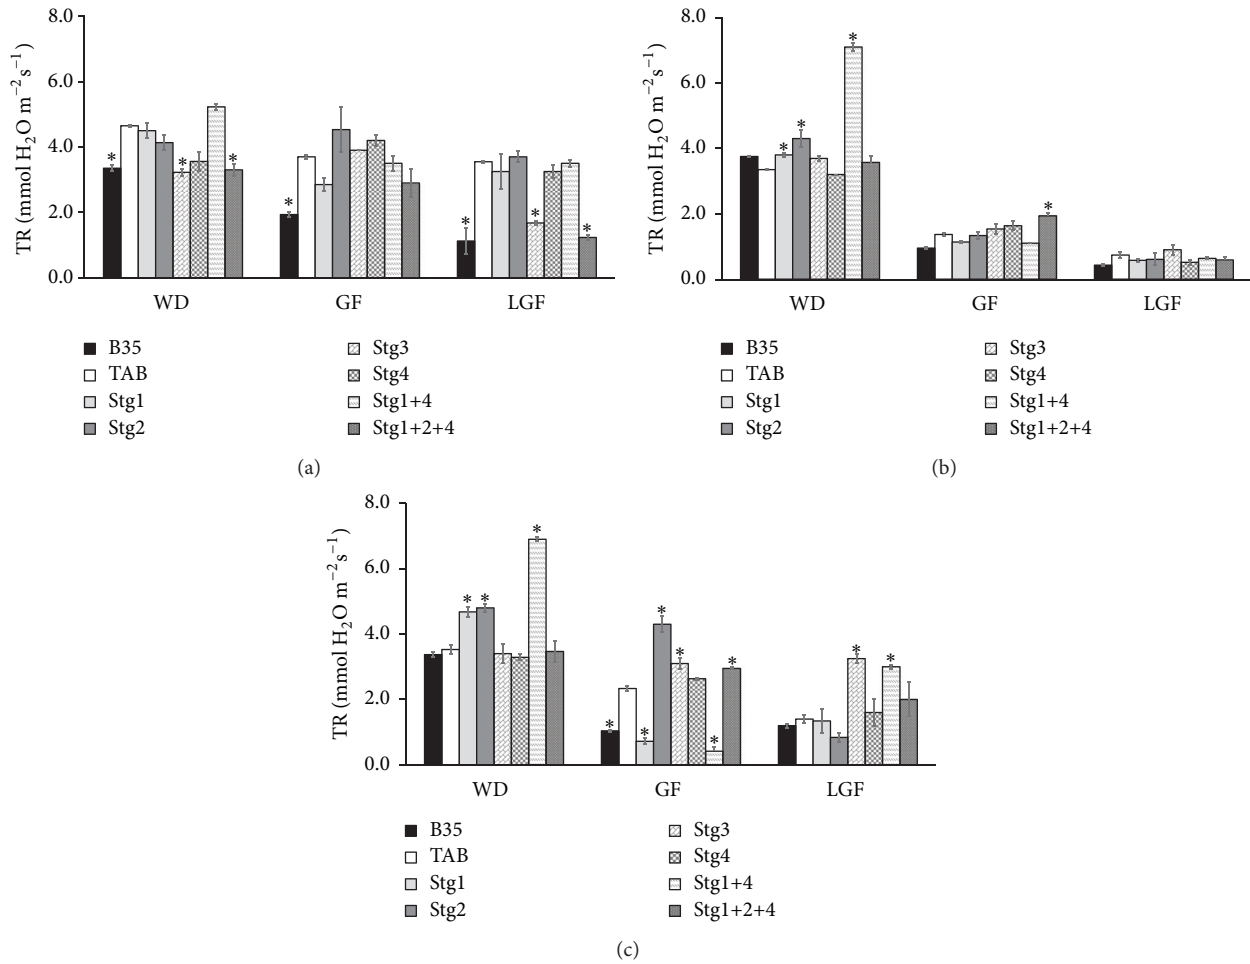 8.0
6.0
4.0
2.0
0.0
TR (mmol H₂O m⁻² s⁻¹)
* * * * * * *
WD GF LGF
B35
TAB
Stg1
Stg2
Stg3
Stg4
Stg1+4
Stg1+2+4
(a)
8.0
6.0
4.0
2.0
0.0
TR (mmol H₂O m⁻² s⁻¹)
* * * *
WD GF LGF
B35
TAB
Stg1
Stg2
Stg3
Stg4
Stg1+4
Stg1+2+4
(b)
8.0
6.0
4.0
2.0
0.0
TR (mmol H₂O m⁻² s⁻¹)
* * * * * * * * * * *
WD GF LGF
B35
TAB
Stg1
Stg2
Stg3
Stg4
Stg1+4
Stg1+2+4
(c)